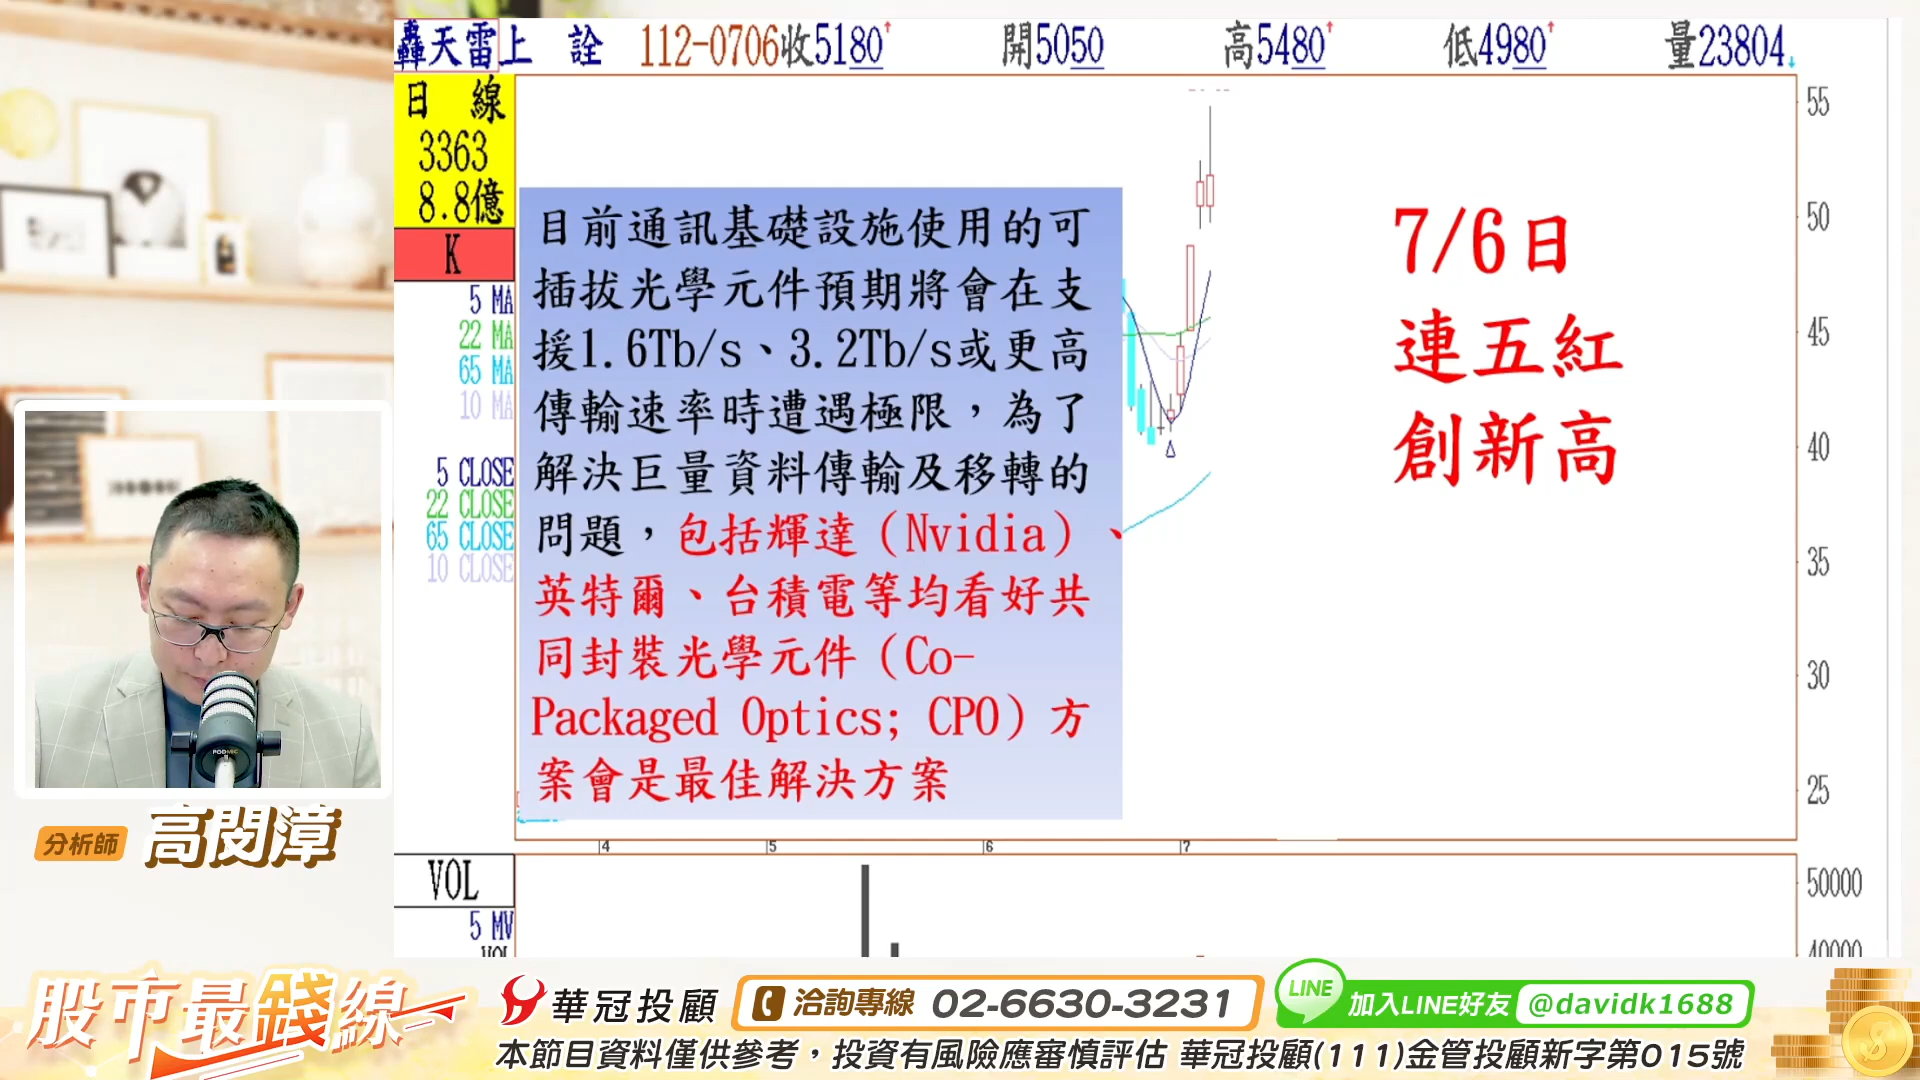 轟天雷上 詮 112-0706收5180 開5050 高5480 低4980 量23804
日 線
3363
8.8億
K
5 MA
22 MA
65 MA
10 MA
5 CLOSE
22 CLOSE
65 CLOSE
10 CLOSE
目前通訊基礎設施使用的可
插拔光學元件預期將會在支
援1.6Tb/s、3.2Tb/s或更高
傳輸速率時遭遇極限，為了
解決巨量資料傳輸及移轉的
問題，包括輝達（Nvidia）、
英特爾、台積電等均看好共
同封裝光學元件（Co-
Packaged Optics; CPO）方
案會是最佳解決方案
7/6日
連五紅
創新高
55
50
45
40
35
30
25
4 5 6 7
VOL
5 MV
50000
40000
PODMIC
分析師 高閔漳
股市最錢線
華冠投顧 洽詢專線 02-6630-3231 LINE 加入LINE好友 @davidk1688
本節目資料僅供參考，投資有風險應審慎評估 華冠投顧(111)金管投顧新字第015號